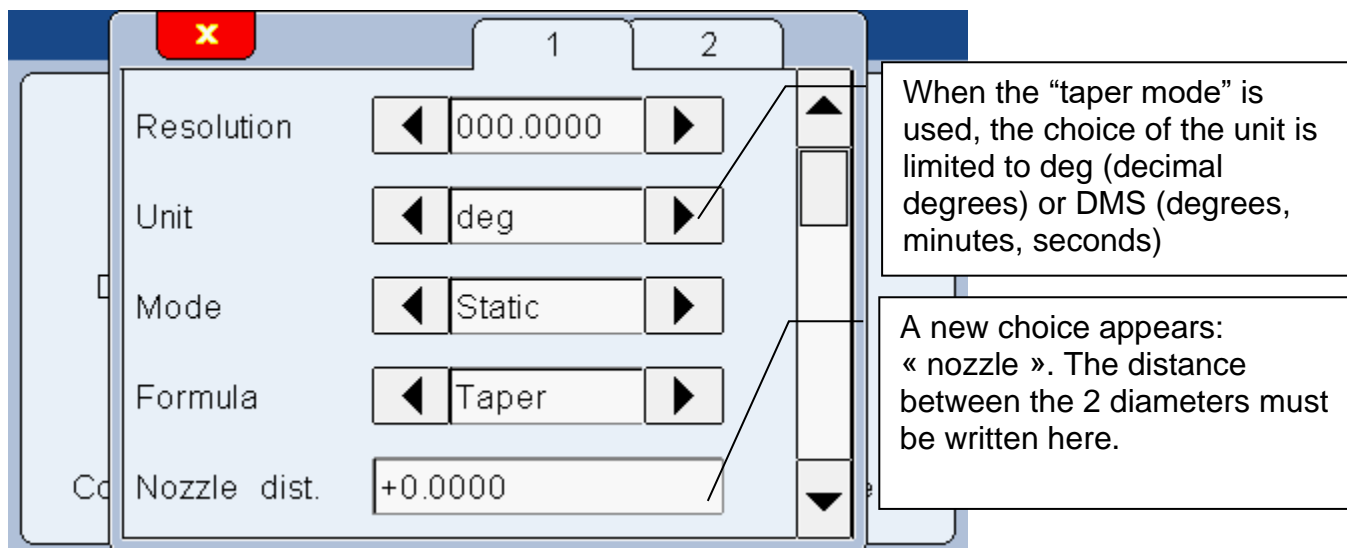 x
1
2
Resolution
000.0000
Unit
deg
Mode
Static
Formula
Taper
Co
Nozzle dist.
+0.0000
When the “taper mode” is
used, the choice of the unit is
limited to deg (decimal
degrees) or DMS (degrees,
minutes, seconds)
A new choice appears:
« nozzle ». The distance
between the 2 diameters must
be written here.